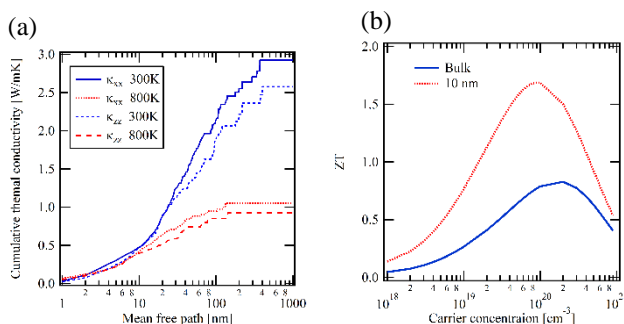 (a)
Cumulative thermal conductivity [W/mK]
3.0
2.5
2.0
1.5
1.0
0.5
0.0
κxx 300K
κxx 800K
κzz 300K
κzz 800K
1 2 4 6 8 10 2 4 6 8 100 2 4 6 8 1000
Mean free path [nm]
(b)
ZT
2.0
1.5
1.0
0.5
0.0
Bulk
10 nm
10^18 2 4 6 8 10^19 2 4 6 8 10^20 2 4 6 8 10^2
Carrier concentraion [cm^-3]